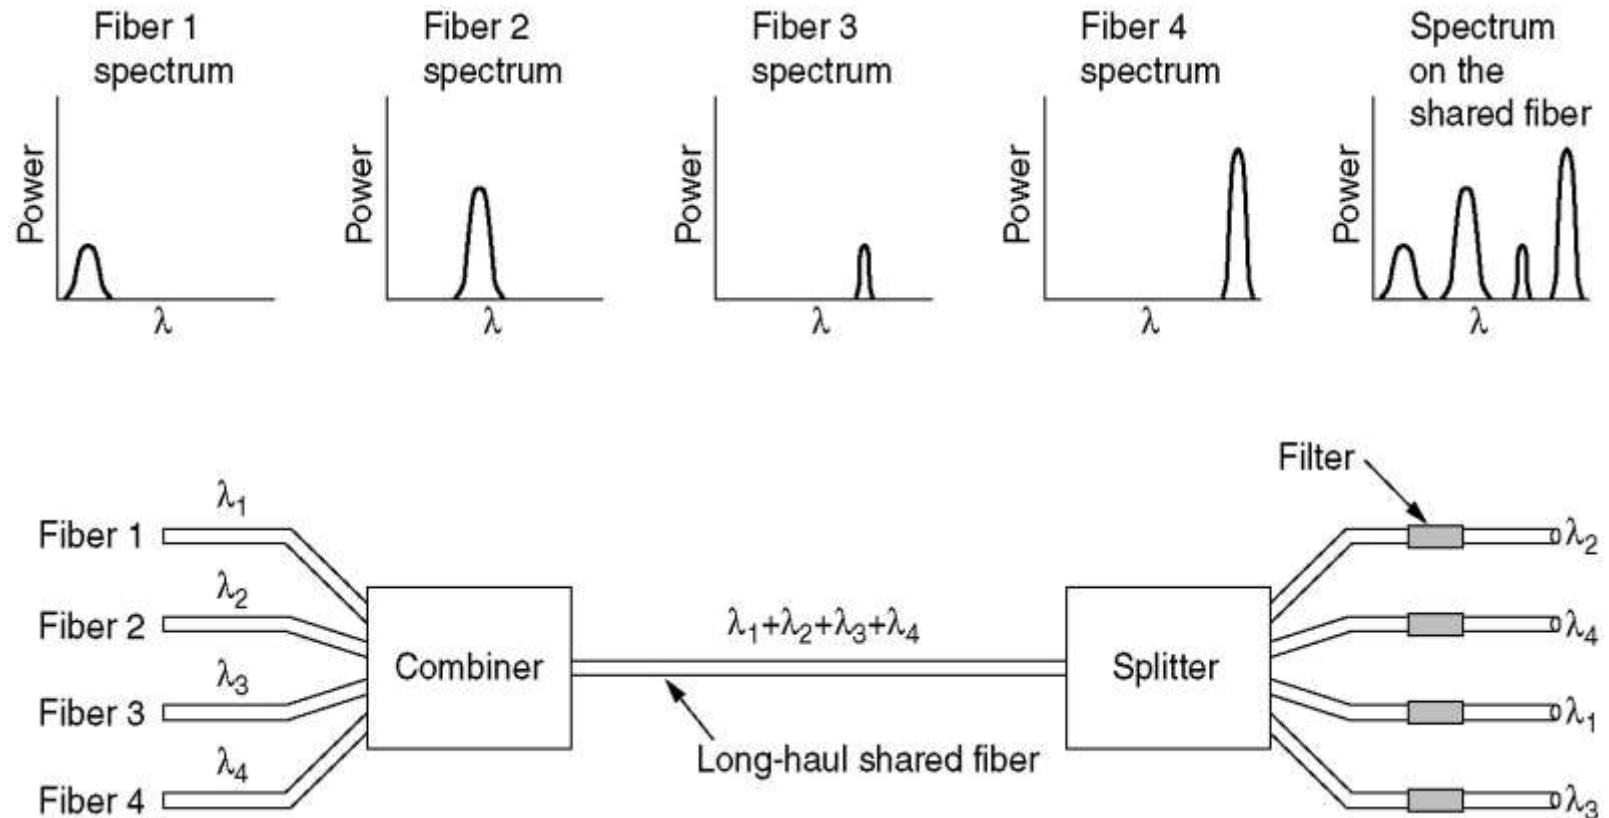 Fiber 1
spectrum
Fiber 2
spectrum
Fiber 3
spectrum
Fiber 4
spectrum
Spectrum
on the
shared fiber
Power
λ
Power
λ
Power
λ
Power
λ
Power
λ
Filter
λ1
Fiber 1
λ2
Fiber 2
λ3
Fiber 3
λ4
Fiber 4
Combiner
λ1+λ2+λ3+λ4
Long-haul shared fiber
Splitter
λ2
λ4
λ1
λ3